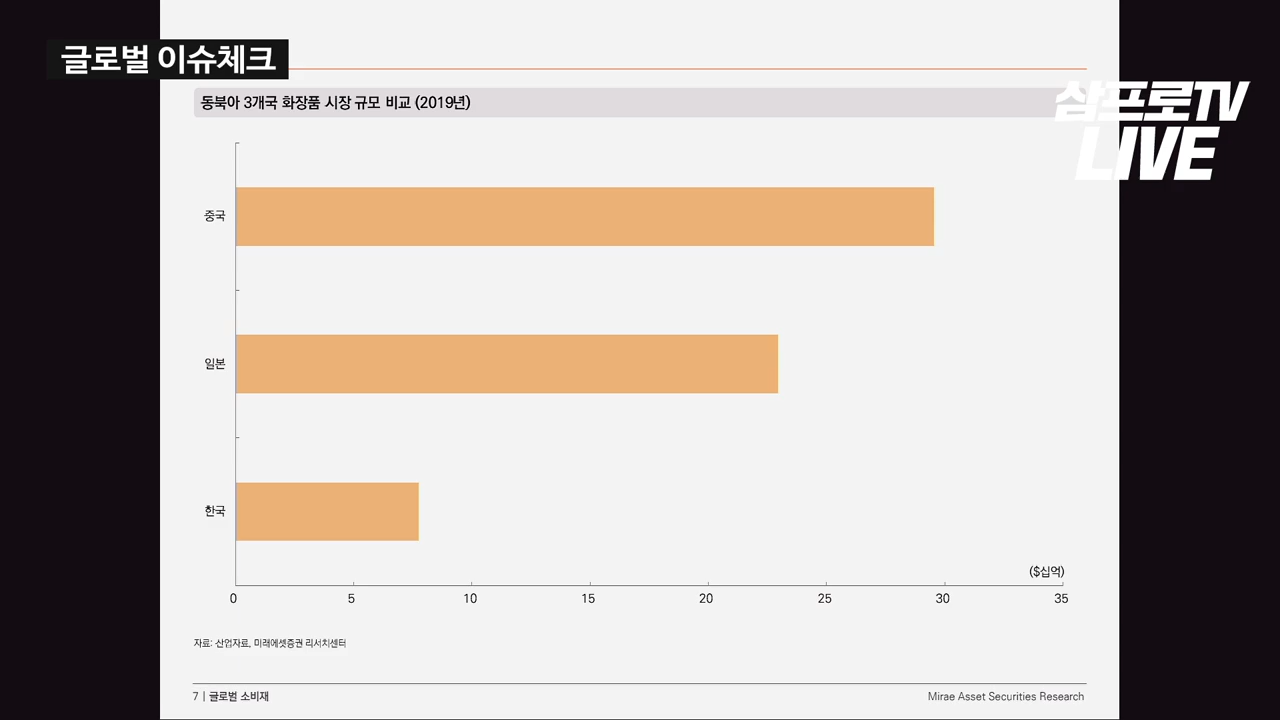 글로벌 이슈체크
삼프로TV
LIVE
동북아 3개국 화장품 시장 규모 비교 (2019년)
중국
일본
한국
($십억)
0 5 10 15 20 25 30 35
자료: 산업자료, 미래에셋증권 리서치센터
7 | 글로벌 소비재
Mirae Asset Securities Research